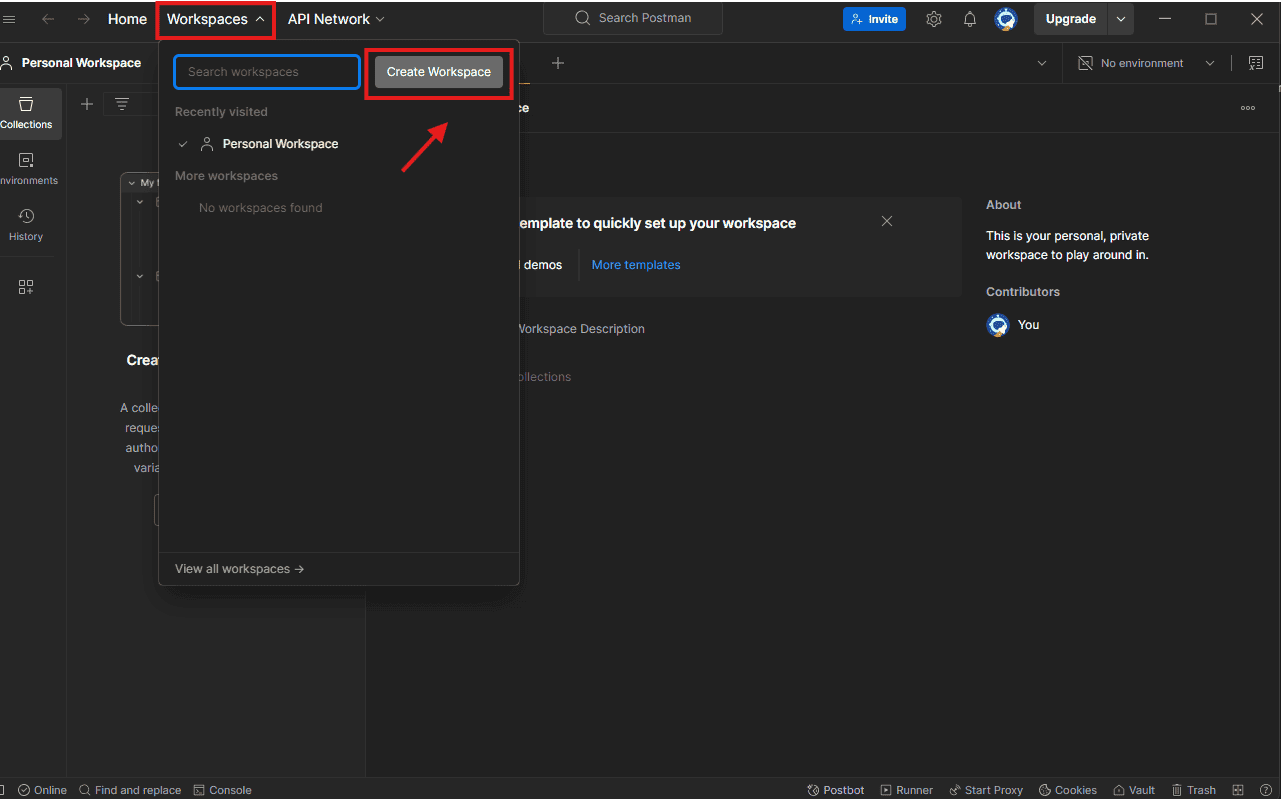 Home Workspaces API Network Search Postman Invite Upgrade
Personal Workspace No environment
Search workspaces Create Workspace
Collections
Recently visited
Personal Workspace
nvironments
More workspaces
My
No workspaces found
About
emplate to quickly set up your workspace
This is your personal, private
workspace to play around in.
History
demos More templates
Contributors
You
Workspace Description
ollections
Crea
A colle
reque
autho
varia
View all workspaces →
Online Find and replace Console Postbot Runner Start Proxy Cookies Vault Trash